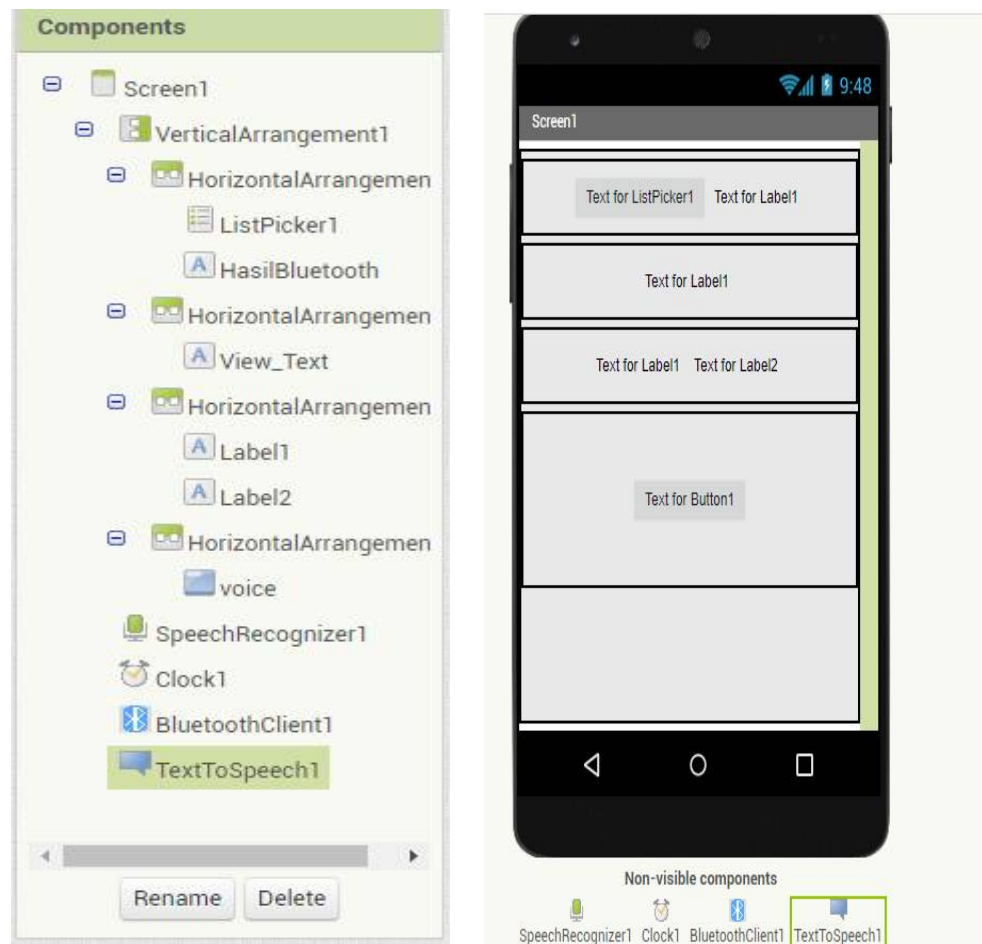 Components
Screen1
VerticalArrangement1
HorizontalArrangemen
ListPicker1
HasilBluetooth
HorizontalArrangemen
View_Text
HorizontalArrangemen
Label1
Label2
HorizontalArrangemen
voice
SpeechRecognizer1
Clock1
BluetoothClient1
TextToSpeech1
Rename Delete
9:48
Screen1
Text for ListPicker1 Text for Label1
Text for Label1
Text for Label1 Text for Label2
Text for Button1
Non-visible components
SpeechRecognizer1 Clock1 BluetoothClient1 TextToSpeech1